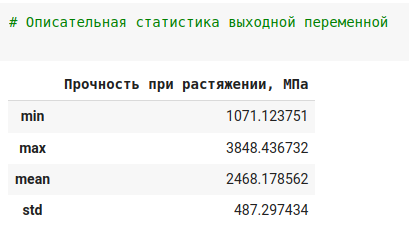 # Описательная статистика выходной переменной
Прочность при растяжении, МПа
min 1071.123751
max 3848.436732
mean 2468.178562
std 487.297434